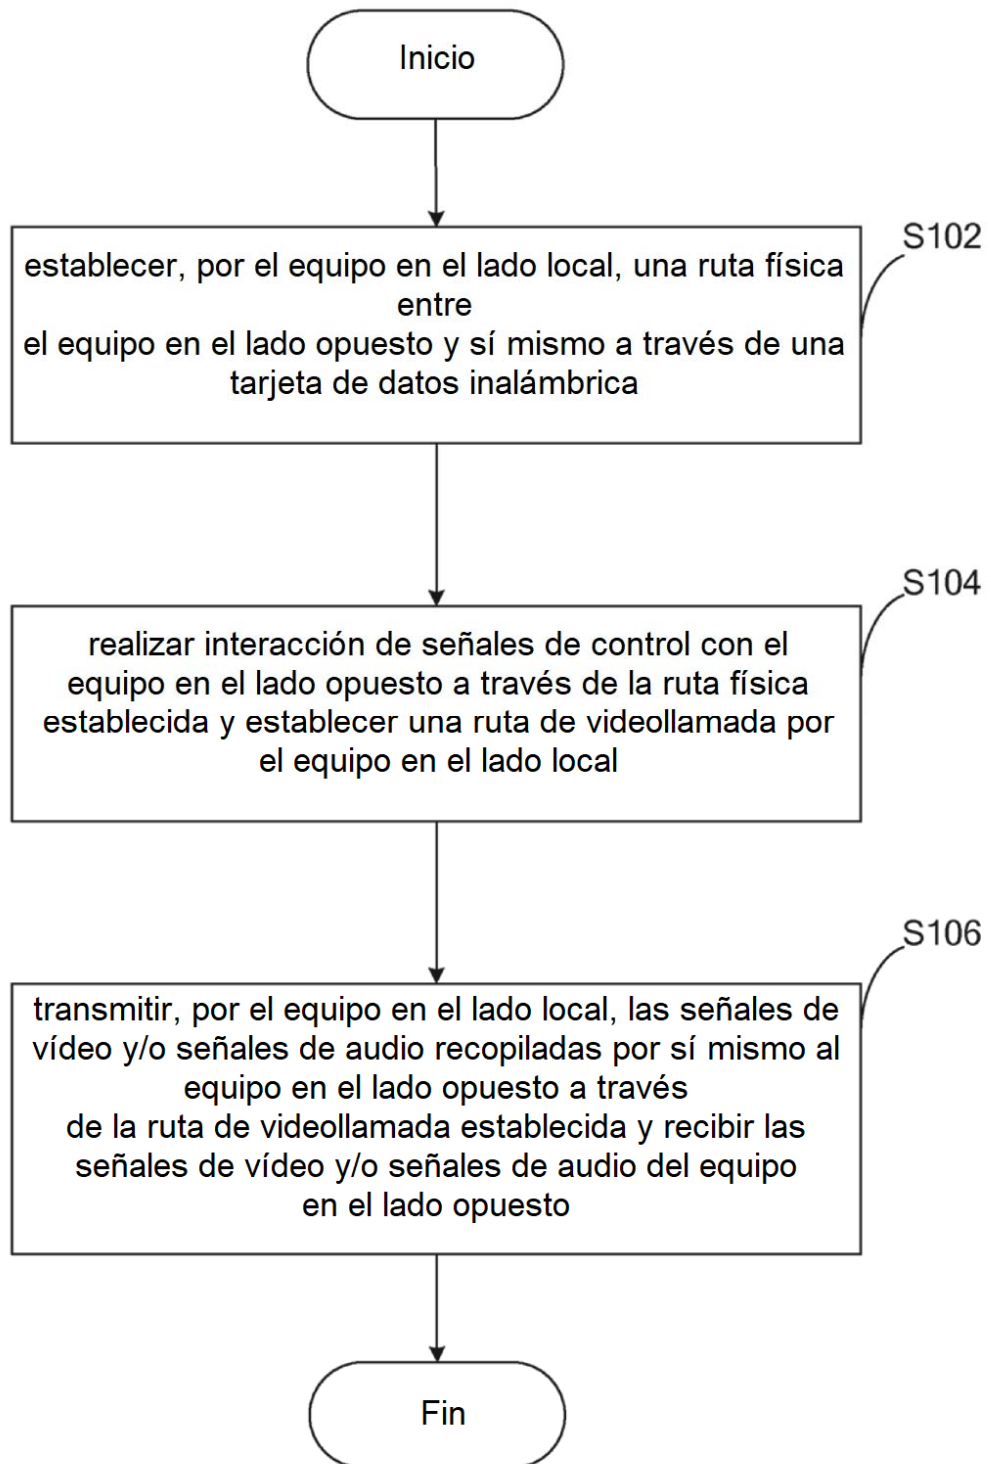 Inicio
S102
establecer, por el equipo en el lado local, una ruta física
entre
el equipo en el lado opuesto y sí mismo a través de una
tarjeta de datos inalámbrica
S104
realizar interacción de señales de control con el
equipo en el lado opuesto a través de la ruta física
establecida y establecer una ruta de videollamada por
el equipo en el lado local
S106
transmitir, por el equipo en el lado local, las señales de
vídeo y/o señales de audio recopiladas por sí mismo al
equipo en el lado opuesto a través
de la ruta de videollamada establecida y recibir las
señales de vídeo y/o señales de audio del equipo
en el lado opuesto
Fin